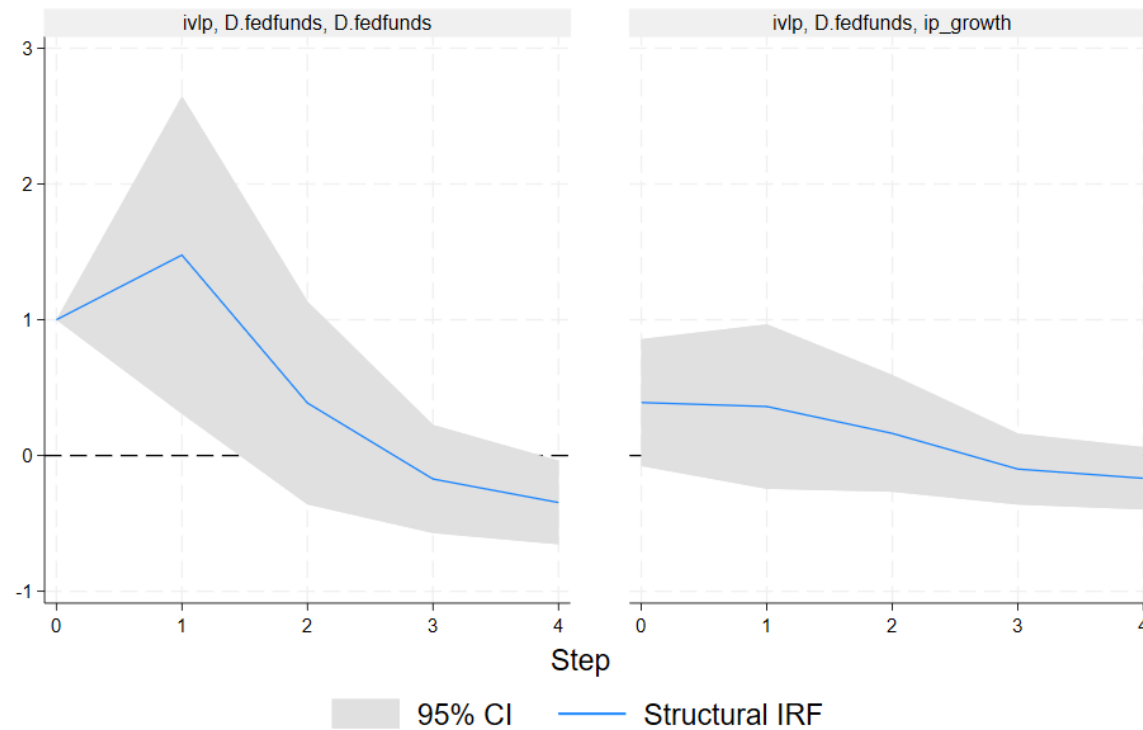 ivlp, D.fedfunds, D.fedfunds
ivlp, D.fedfunds, ip_growth
3
2
1
0
-1
0 1 2 3 4
0 1 2 3 4
Step
95% CI
Structural IRF